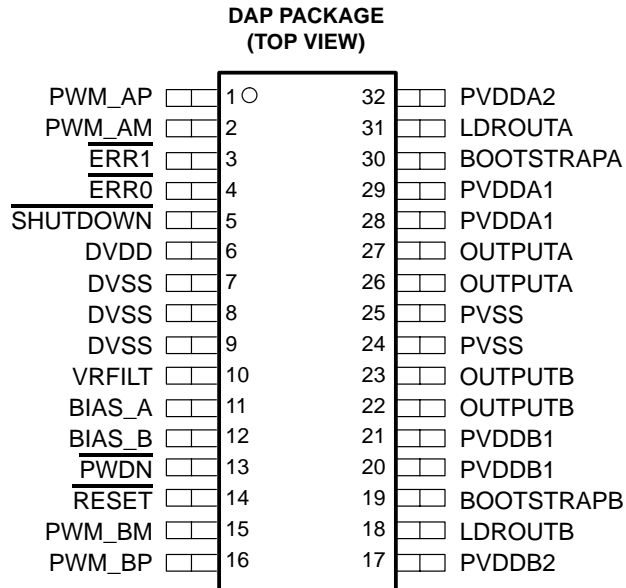 DAP PACKAGE
(TOP VIEW)
PWM_AP 1 32 PVDDA2
PWM_AM 2 31 LDROUTA
ERR1 3 30 BOOTSTRAPA
ERR0 4 29 PVDDA1
SHUTDOWN 5 28 PVDDA1
DVDD 6 27 OUTPUTA
DVSS 7 26 OUTPUTA
DVSS 8 25 PVSS
DVSS 9 24 PVSS
VRFILT 10 23 OUTPUTB
BIAS_A 11 22 OUTPUTB
BIAS_B 12 21 PVDDB1
PWDN 13 20 PVDDB1
RESET 14 19 BOOTSTRAPB
PWM_BM 15 18 LDROUTB
PWM_BP 16 17 PVDDB2